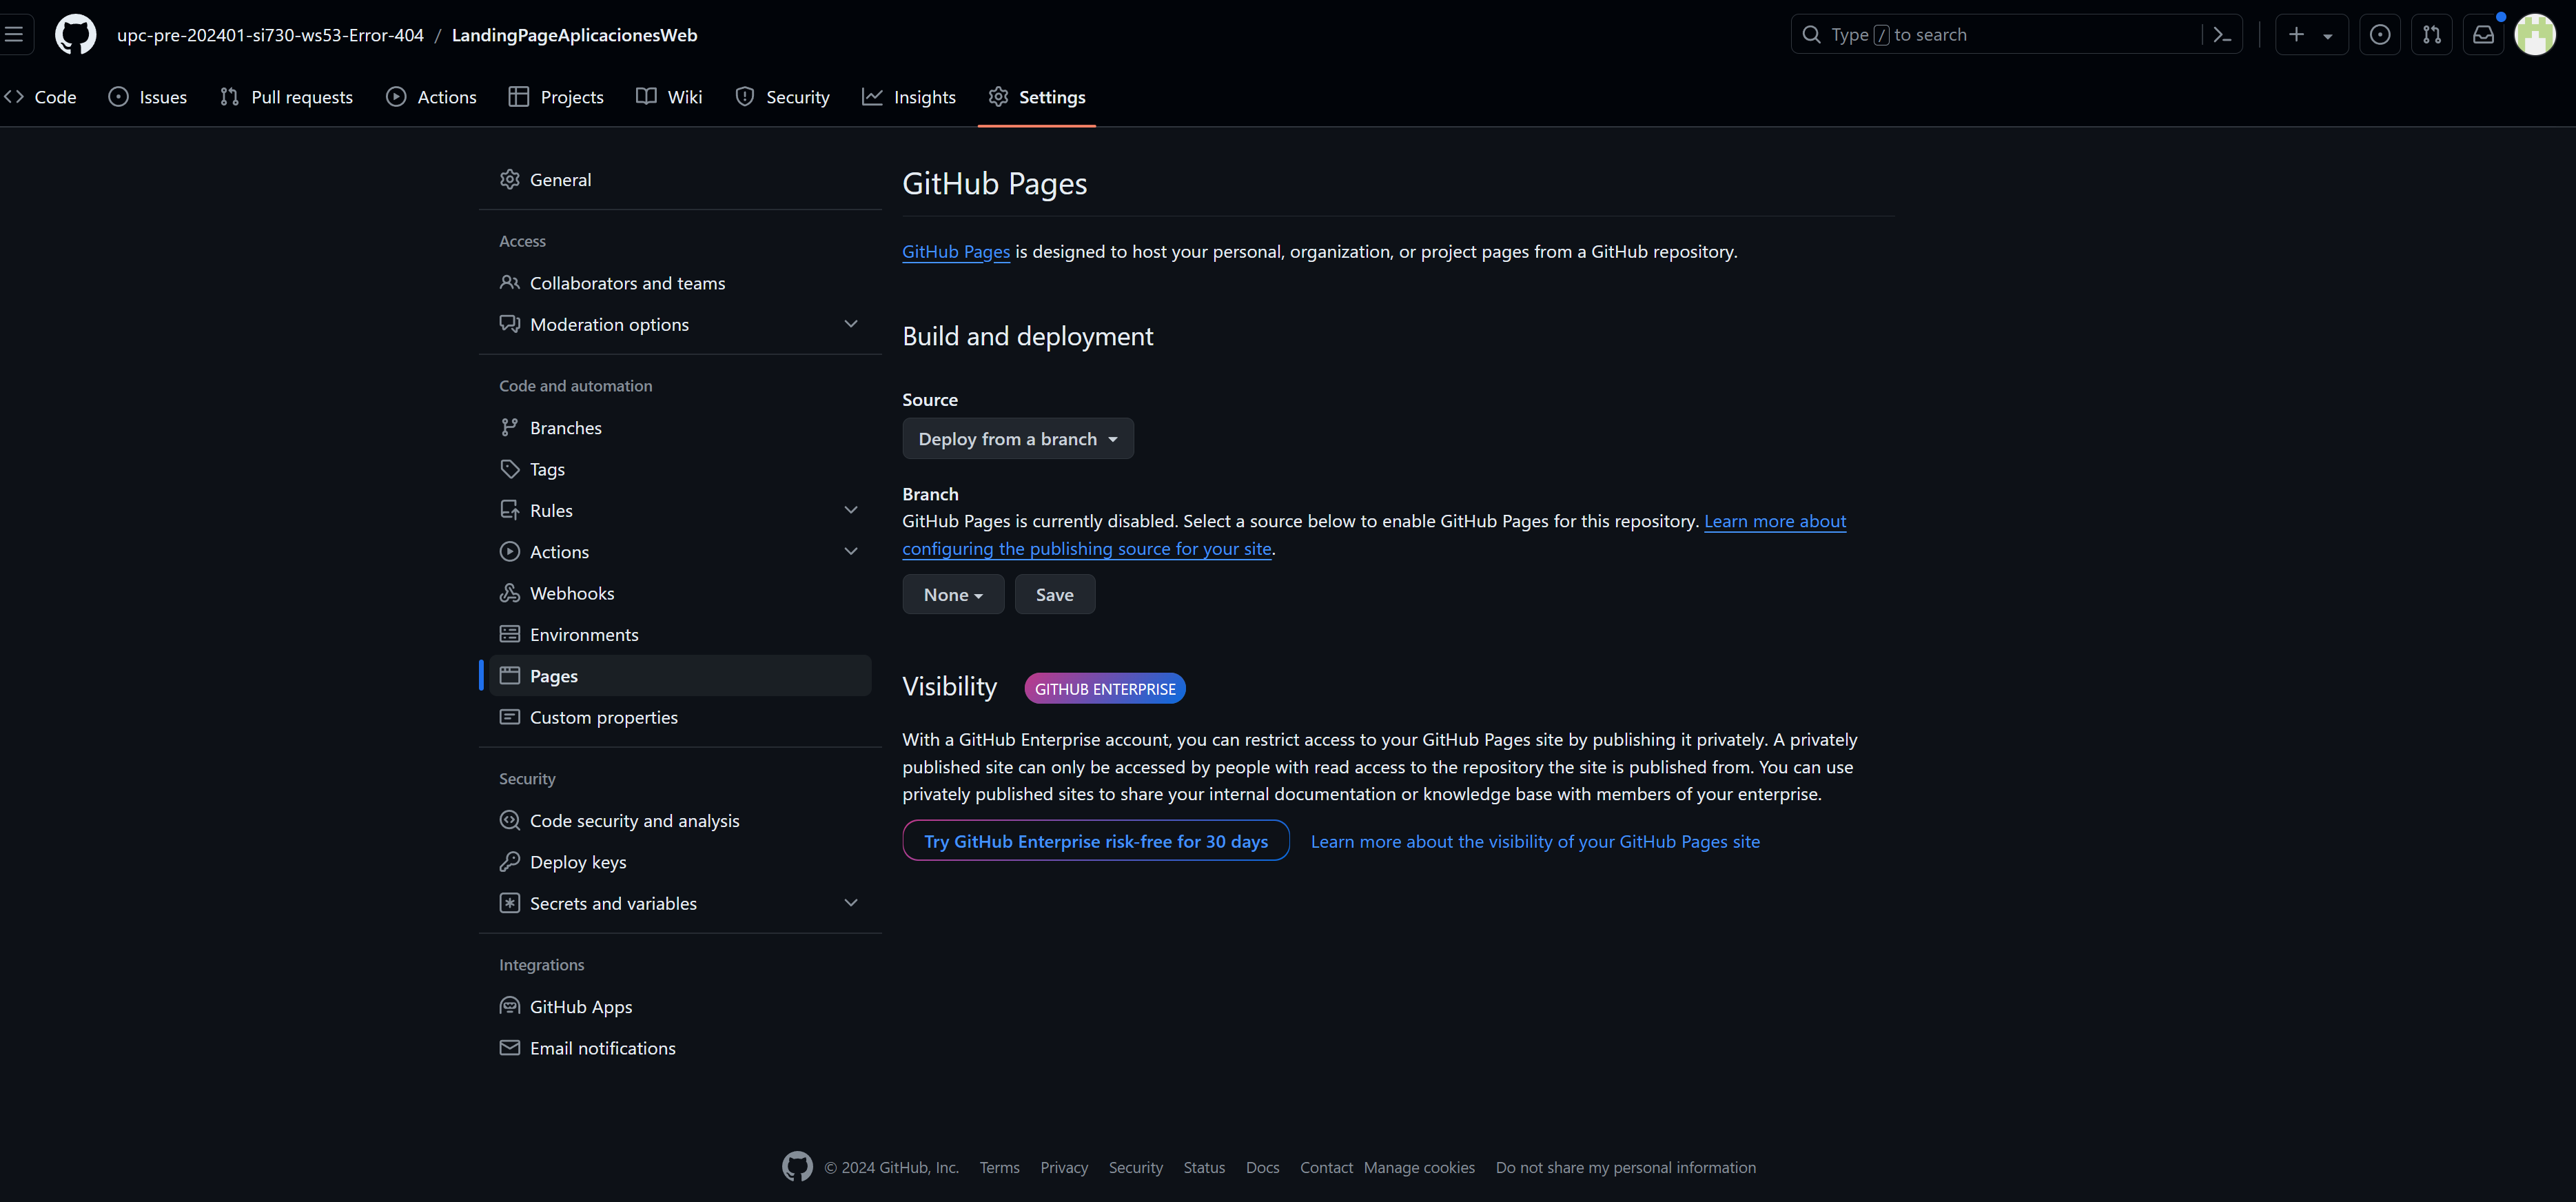 upc-pre-202401-si730-ws53-Error-404 / LandingPageAplicacionesWeb
Type / to search
Code Issues Pull requests Actions Projects Wiki Security Insights Settings
General
Access
Collaborators and teams
Moderation options
Code and automation
Branches
Tags
Rules
Actions
Webhooks
Environments
Pages
Custom properties
Security
Code security and analysis
Deploy keys
Secrets and variables
Integrations
GitHub Apps
Email notifications
GitHub Pages
GitHub Pages is designed to host your personal, organization, or project pages from a GitHub repository.
Build and deployment
Source
Deploy from a branch
Branch
GitHub Pages is currently disabled. Select a source below to enable GitHub Pages for this repository. Learn more about
configuring the publishing source for your site.
None Save
Visibility GITHUB ENTERPRISE
With a GitHub Enterprise account, you can restrict access to your GitHub Pages site by publishing it privately. A privately
published site can only be accessed by people with read access to the repository the site is published from. You can use
privately published sites to share your internal documentation or knowledge base with members of your enterprise.
Try GitHub Enterprise risk-free for 30 days Learn more about the visibility of your GitHub Pages site
© 2024 GitHub, Inc. Terms Privacy Security Status Docs Contact Manage cookies Do not share my personal information